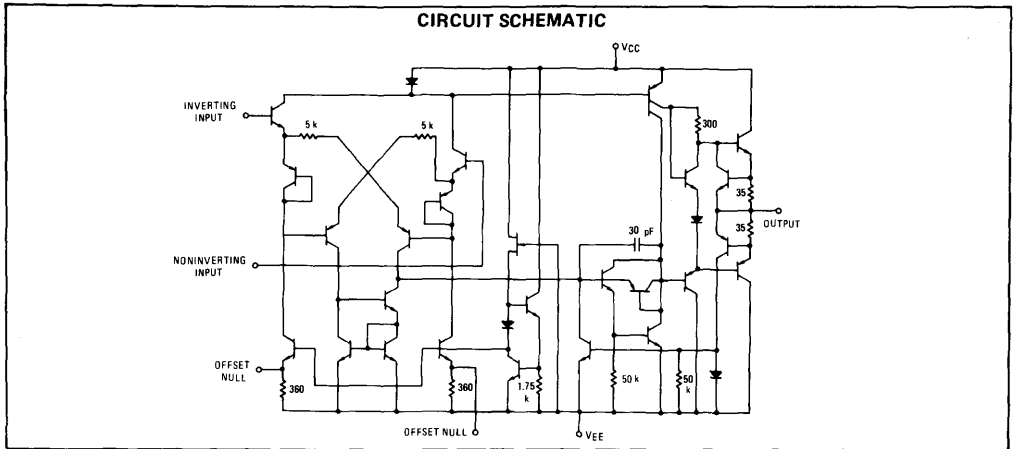 CIRCUIT SCHEMATIC
VCC
INVERTING
INPUT
5 k
5 k
300
35
35
OUTPUT
30 pF
NONINVERTING
INPUT
OFFSET
NULL
360
360
1.75
k
50 k
50
k
OFFSET NULL
VEE